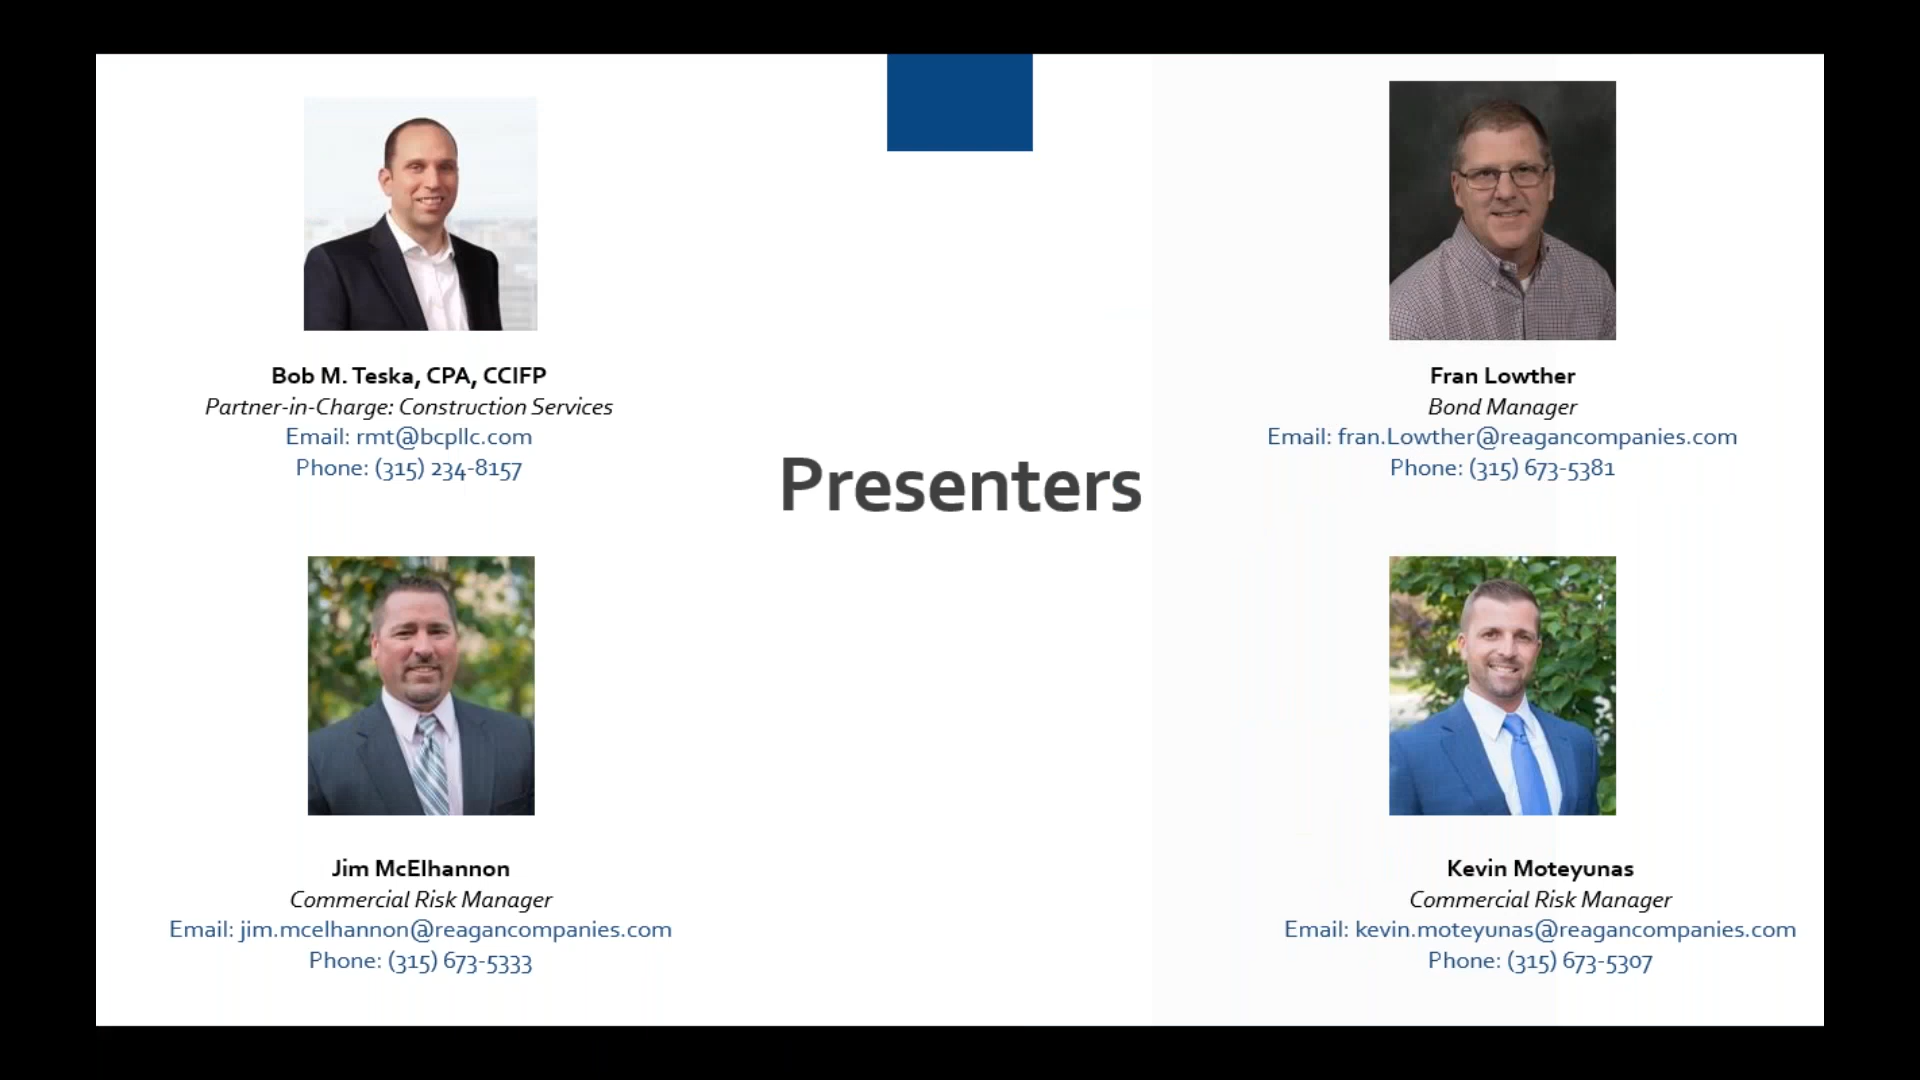 Bob M. Teska, CPA, CCIFP
Partner-in-Charge: Construction Services
Email: rmt@bcpllc.com
Phone: (315) 234-8157
Fran Lowther
Bond Manager
Email: fran.Lowther@reagancompanies.com
Phone: (315) 673-5381
Presenters
Jim McElhannon
Commercial Risk Manager
Email: jim.mcelhannon@reagancompanies.com
Phone: (315) 673-5333
Kevin Moteyunas
Commercial Risk Manager
Email: kevin.moteyunas@reagancompanies.com
Phone: (315) 673-5307